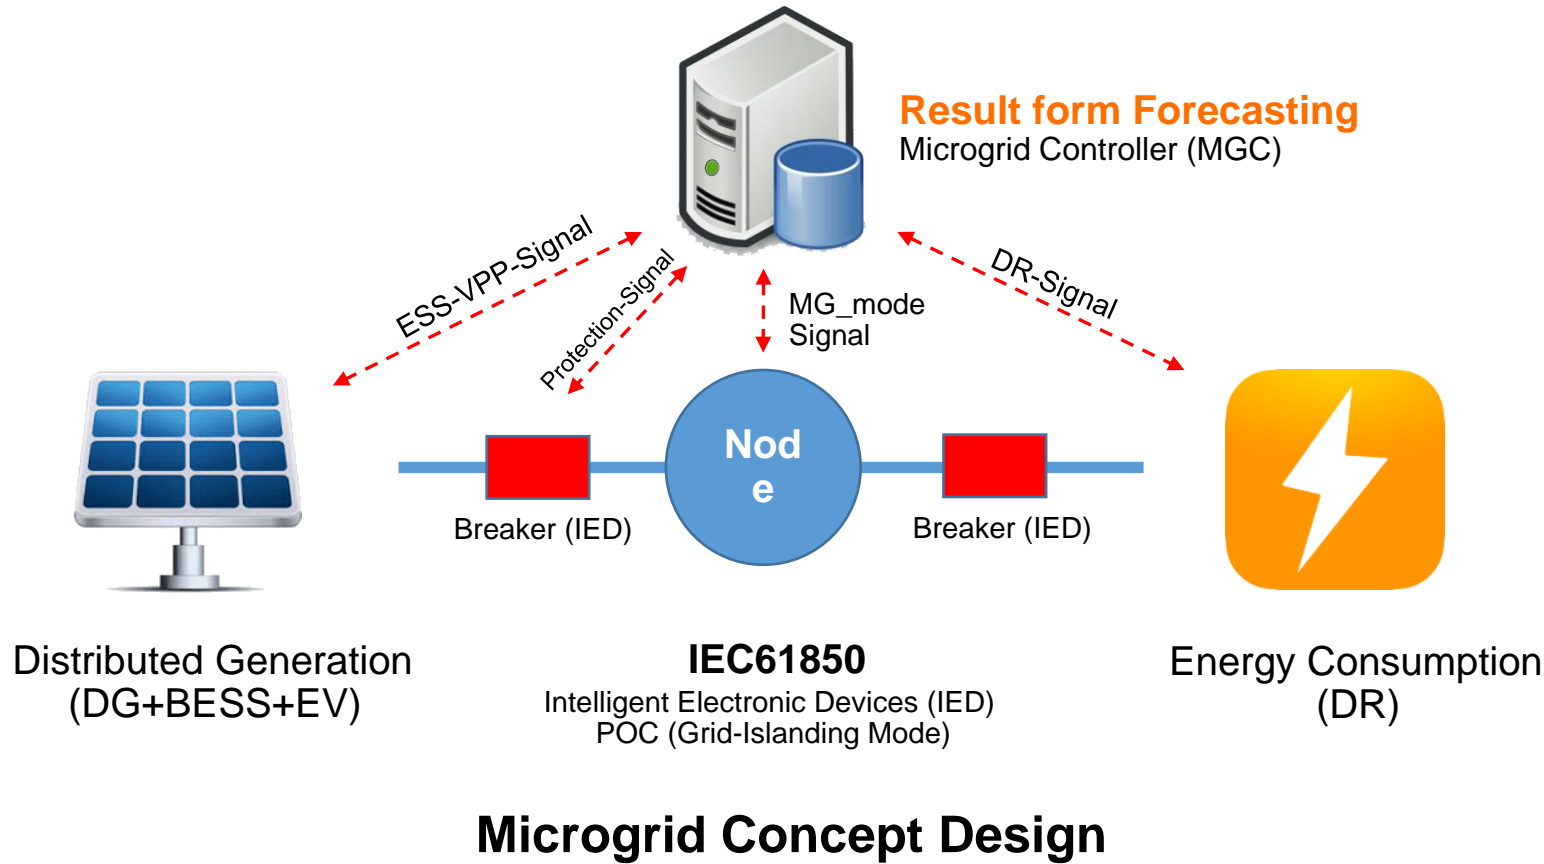 Result form Forecasting
Microgrid Controller (MGC)
ESS-VPP-Signal
Protection-Signal
MG_mode
Signal
DR-Signal
Nod
e
Breaker (IED)
Breaker (IED)
Distributed Generation
(DG+BESS+EV)
IEC61850
Intelligent Electronic Devices (IED)
POC (Grid-Islanding Mode)
Energy Consumption
(DR)
Microgrid Concept Design